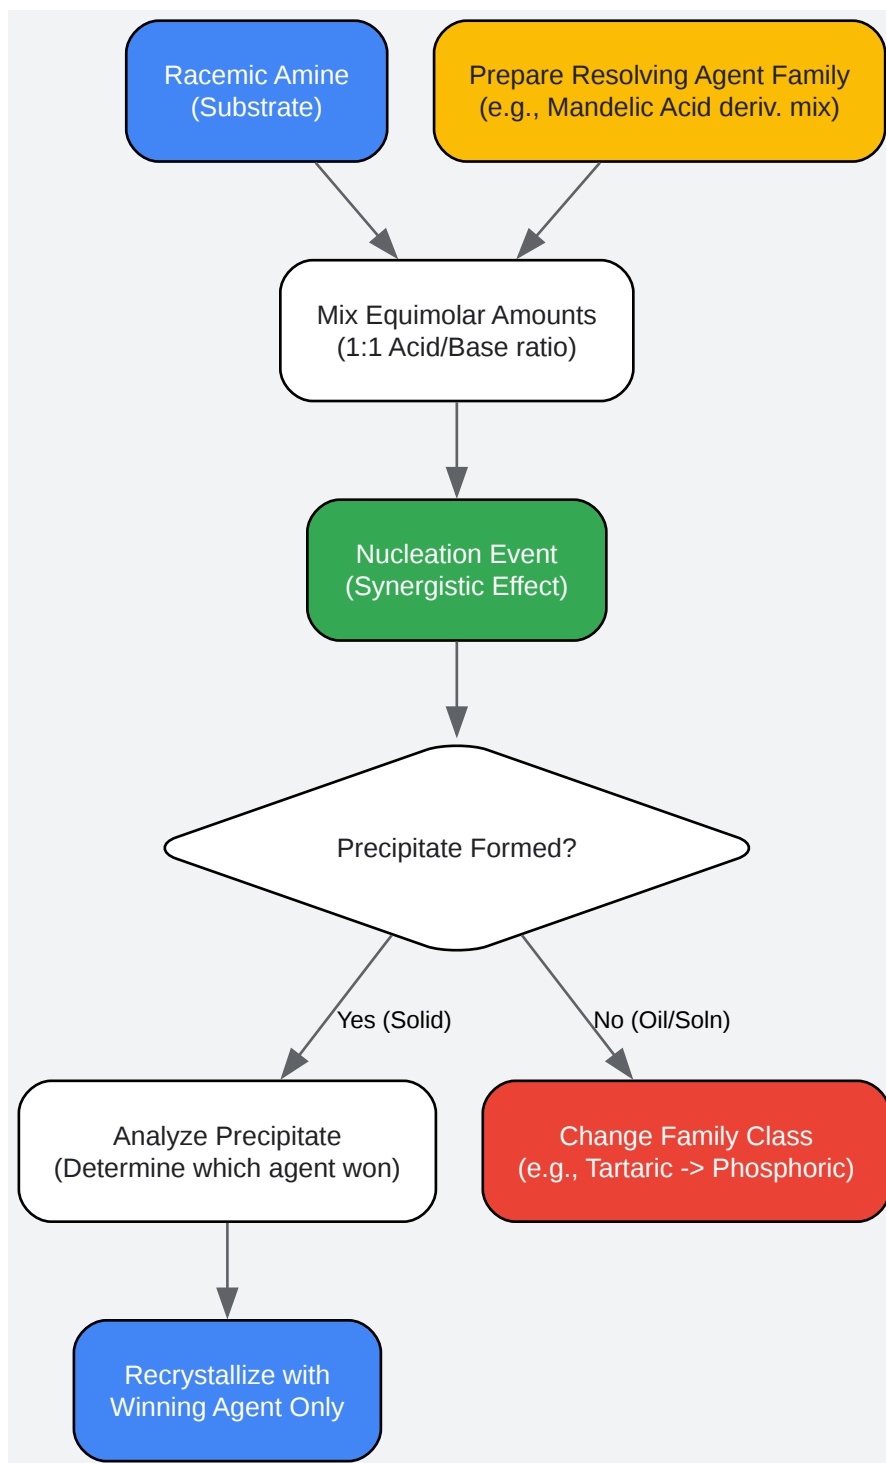 Racemic Amine
(Substrate)
Prepare Resolving Agent Family
(e.g., Mandelic Acid deriv. mix)
Mix Equimolar Amounts
(1:1 Acid/Base ratio)
Nucleation Event
(Synergistic Effect)
Precipitate Formed?
Yes (Solid)
No (Oil/Soln)
Analyze Precipitate
(Determine which agent won)
Change Family Class
(e.g., Tartaric -> Phosphoric)
Recrystallize with
Winning Agent Only